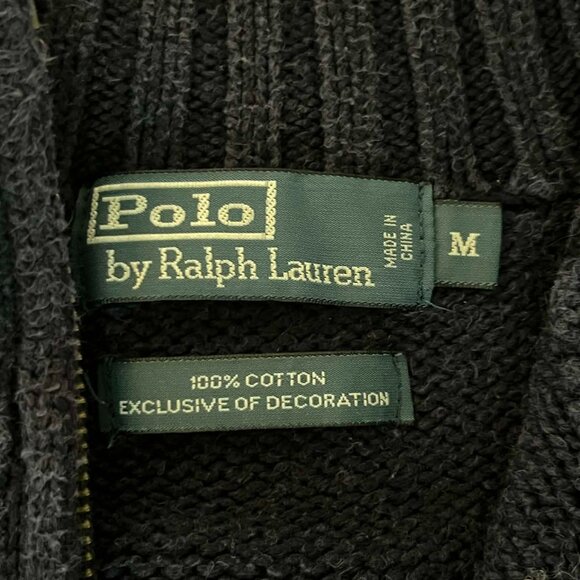 Polo
by Ralph Lauren
MADE IN
CHINA
M
100% COTTON
EXCLUSIVE OF DECORATION